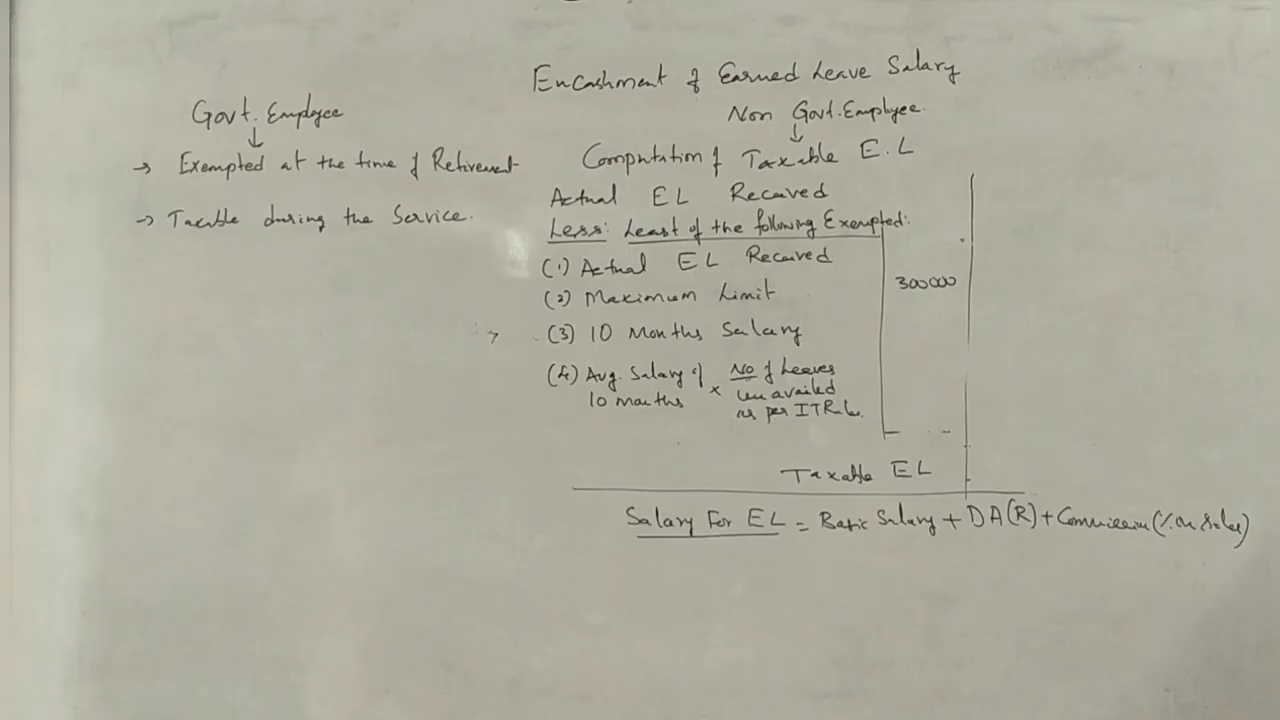 Encashment of Earned Leave Salary
Govt. Employee
→ Exempted at the time of Retirement
→ Taxable during the Service.
Non Govt. Employee.
Computation of Taxable E.L
Actual EL Received
Less: Least of the following Exempted:
(1) Actual EL Received
(2) Maximum Limit 300000
(3) 10 Months Salary
(4) Avg. Salary of 10 months × No of Leaves
un availed
as per IT Rule.
Taxable EL
Salary For EL = Basic Salary + DA(R) + Commission (% on Sales)